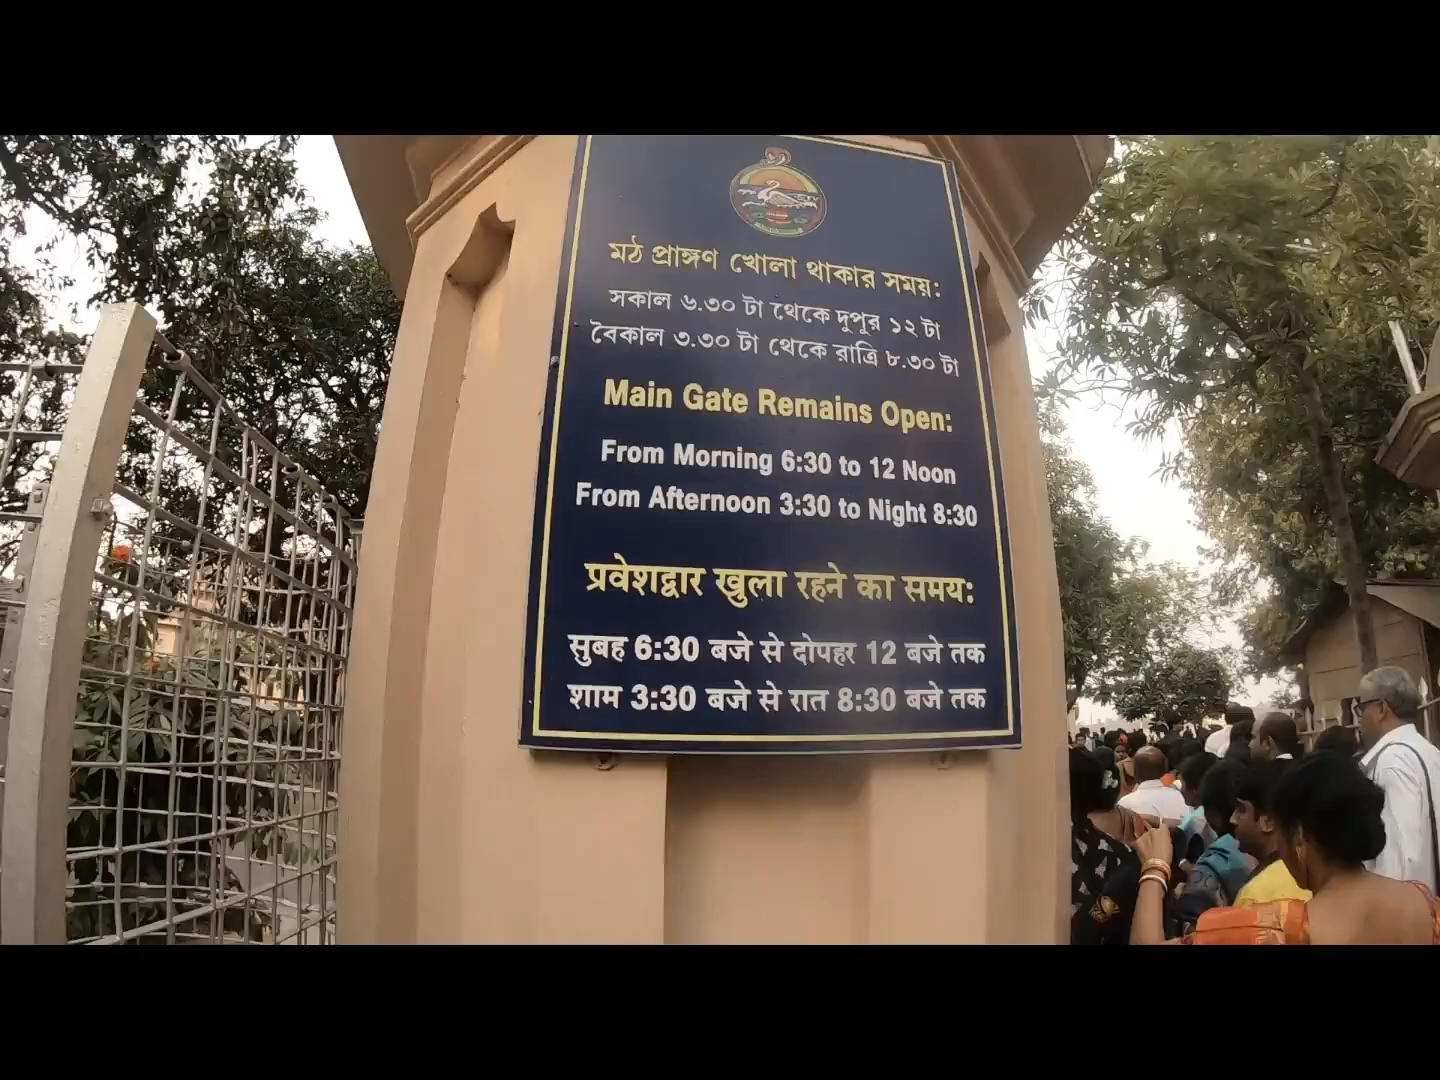 মঠ প্রাঙ্গণ খোলা থাকার সময়:
সকাল ৬.৩০ টা থেকে দুপুর ১২ টা
বৈকাল ৩.৩০ টা থেকে রাত্রি ৮.৩০ টা
Main Gate Remains Open:
From Morning 6:30 to 12 Noon
From Afternoon 3:30 to Night 8:30
प्रवेशद्वार खुला रहने का समय:
सुबह 6:30 बजे से दोपहर 12 बजे तक
शाम 3:30 बजे से रात 8:30 बजे तक